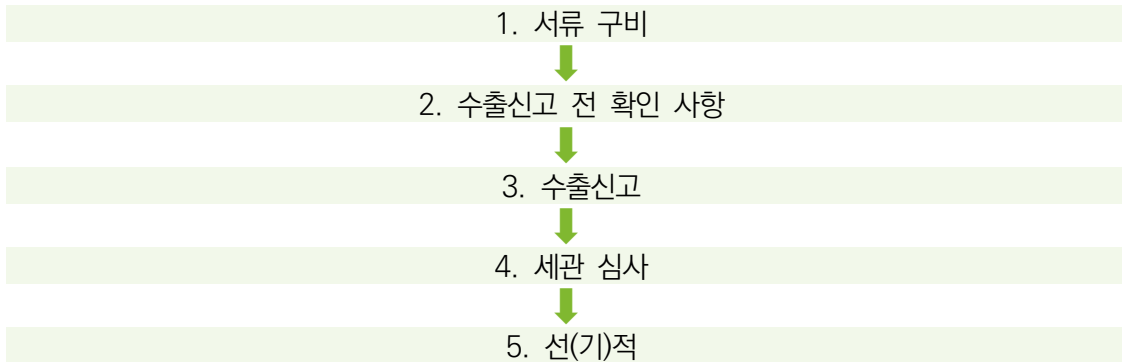 1. 서류 구비
2. 수출신고 전 확인 사항
3. 수출신고
4. 세관 심사
5. 선(기)적